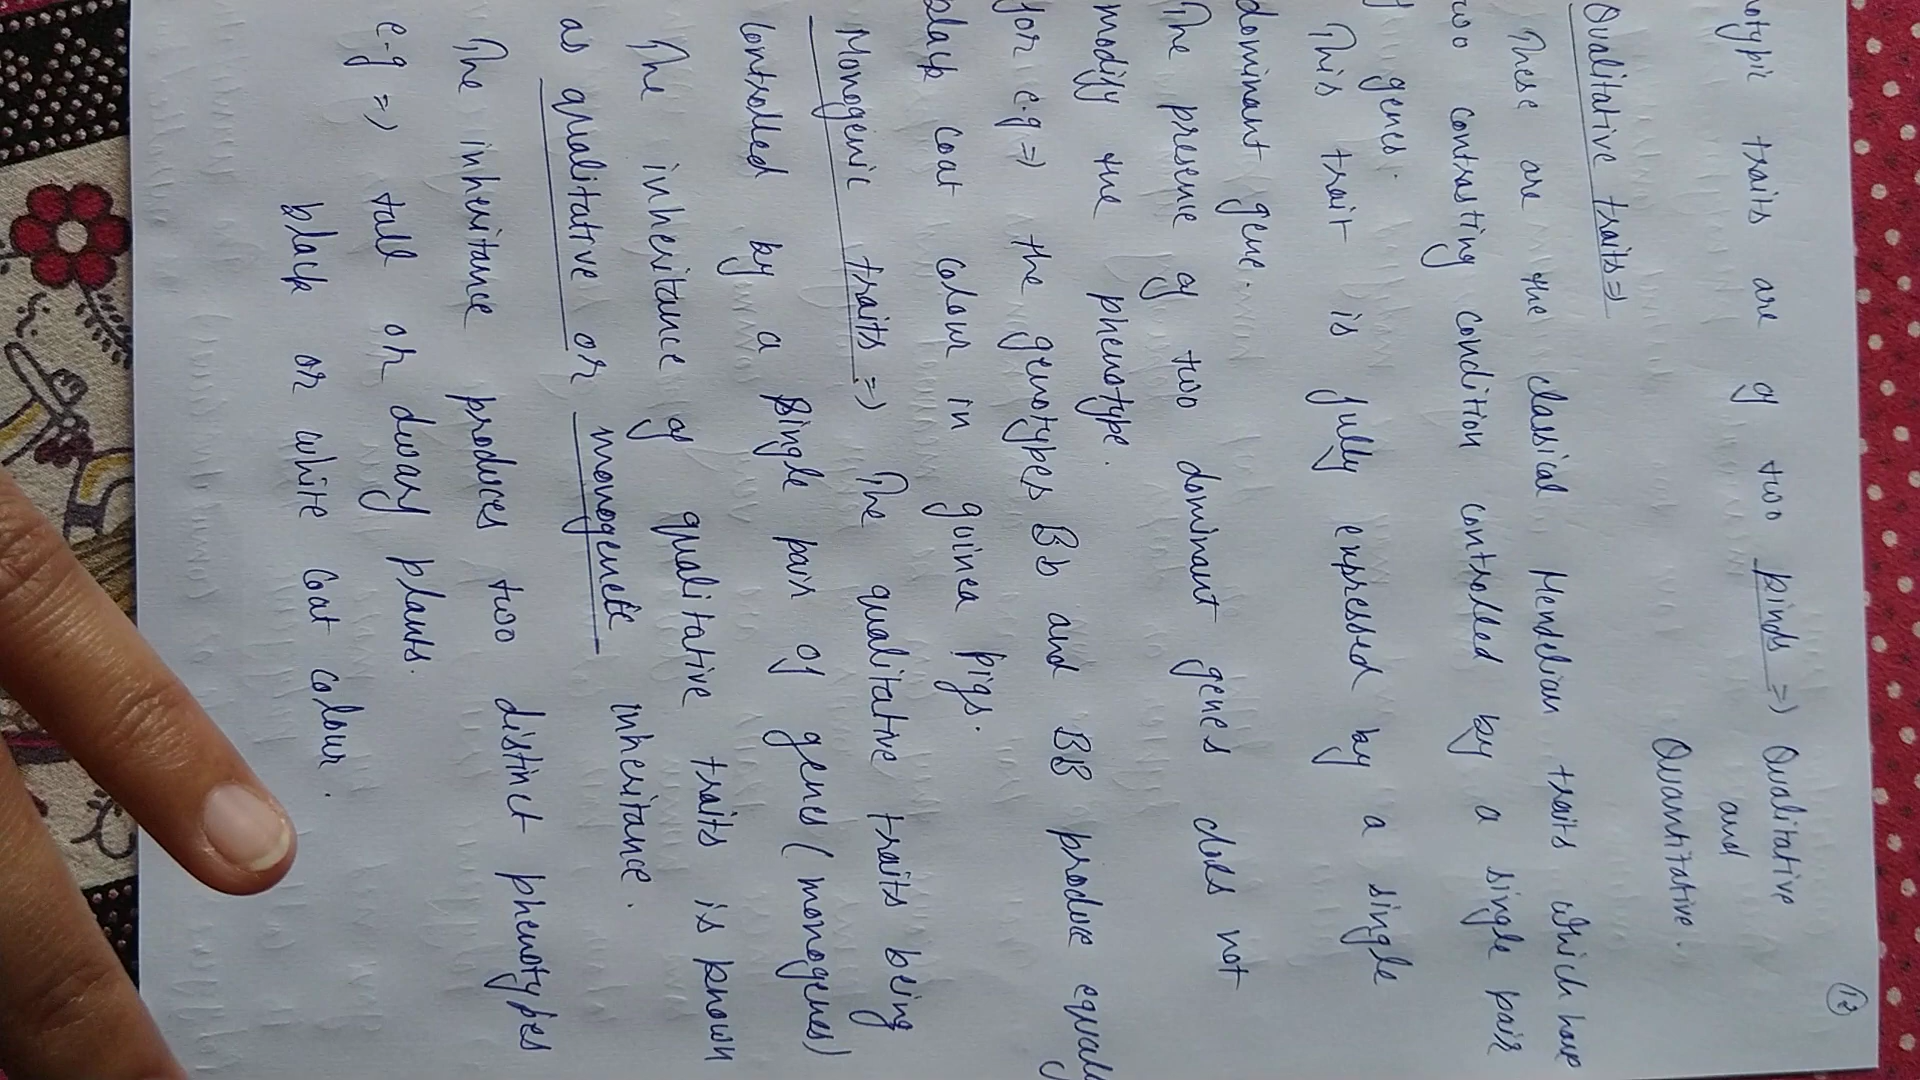 13
otypic traits are of two kinds => Qualitative
and
Quantitative.
Qualitative traits =>
These are the classical Mendelian traits which have
two contrasting condition controlled by a single pair
of genes.
This trait is fully expressed by a single
dominant gene.
The presence of two dominant genes does not
modify the phenotype.
for e.g => the genotypes Bb and BB produce equally
black coat colour in guinea pigs.
Monogenic traits => The qualitative traits being
controlled by a single pair of genes (monogenes)
The inheritance of qualitative traits is known
as qualitative or monogenetic inheritance.
The inheritance produces two distinct phenotypes
e.g => tall or dwarf plants.
black or white coat colour.